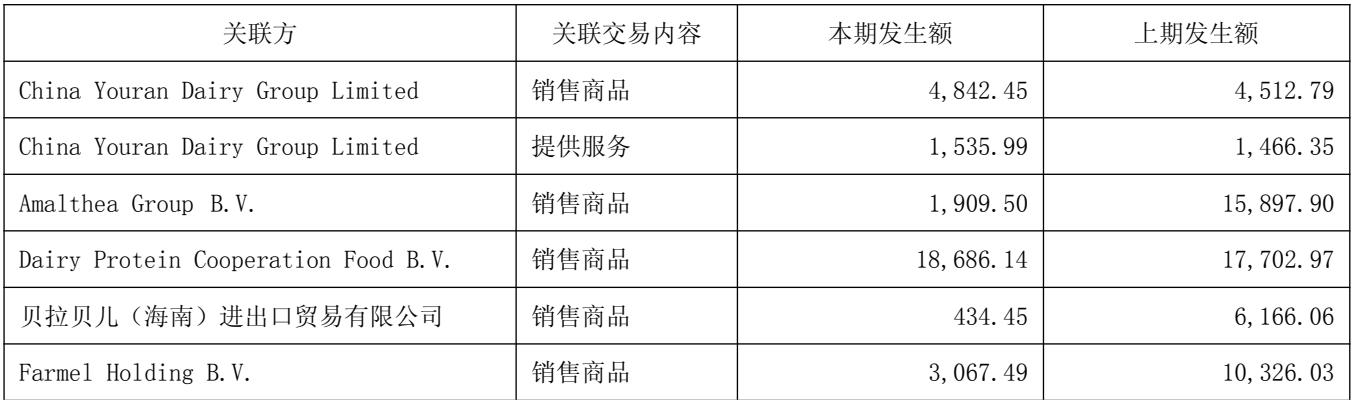 关联方 关联交易内容 本期发生额 上期发生额
China Youran Dairy Group Limited 销售商品 4,842.45 4,512.79
China Youran Dairy Group Limited 提供服务 1,535.99 1,466.35
Amalthea Group B.V. 销售商品 1,909.50 15,897.90
Dairy Protein Cooperation Food B.V. 销售商品 18,686.14 17,702.97
贝拉贝儿（海南）进出口贸易有限公司 销售商品 434.45 6,166.06
Farmel Holding B.V. 销售商品 3,067.49 10,326.03